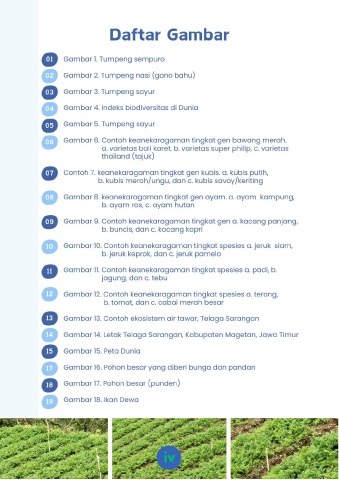 Daftar Gambar
01 Gambar 1. Tumpeng sempuro
02 Gambar 2. Tumpeng nasi (gono bahu)
03 Gambar 3. Tumpeng sayur
04 Gambar 4. Indeks biodiversitas di Dunia
05 Gambar 5. Tumpeng sayur
06 Gambar 6. Contoh keanekaragaman tingkat gen bawang merah.
a. varietas bali karet, b. varietas super philip, c. varietas
thailand (tajuk)
07 Contoh 7. keanekaragaman tingkat gen kubis. a. kubis putih,
b. kubis merah/ungu, dan c. kubis savoy/keriting
08 Gambar 8. keanekaragaman tingkat gen ayam. a. ayam kampung,
b. ayam ras, c. ayam hutan
09 Gambar 9. Contoh keanekaragaman tingkat gen a. kacang panjang,
b. buncis, dan c. kacang kapri
10 Gambar 10. Contoh keanekaragaman tingkat spesies a. jeruk siam,
b. jeruk keprok, dan c. jeruk pamelo
11 Gambar 11. Contoh keanekaragaman tingkat spesies a. padi, b.
jagung, dan c. tebu
12 Gambar 12. Contoh keanekaragaman tingkat spesies a. terong,
b. tomat, dan c. cabai merah besar
13 Gambar 13. Contoh ekosistem air tawar, Telaga Sarangan
14 Gambar 14. Letak Telaga Sarangan, Kabupaten Magetan, Jawa Timur
15 Gambar 15. Peta Dunia
17 Gambar 16. Pohon besar yang diberi bunga dan pandan
18 Gambar 17. Pohon besar (punden)
19 Gambar 18. Ikan Dewa
iv